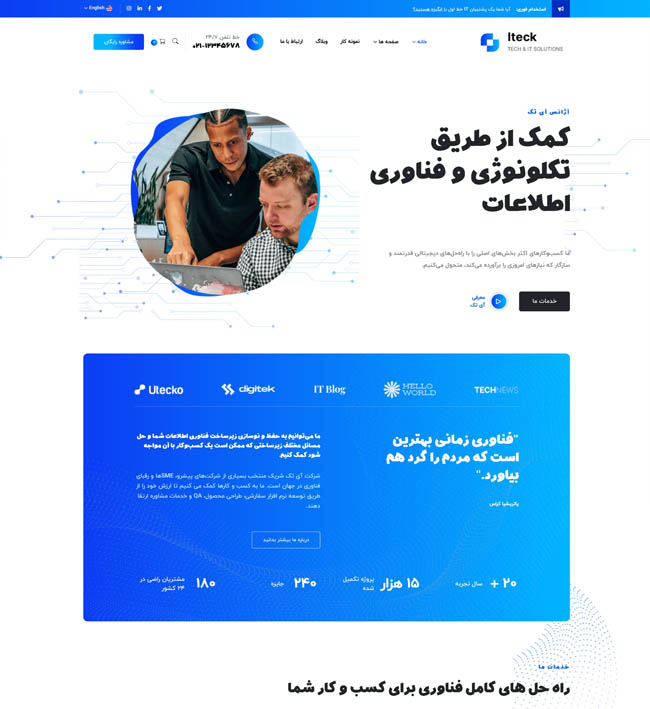 استخدام فوری: آیا شما یک پشتیبان IT خط اول با انگیزه هستید؟
English
Iteck
TECH & IT SOLUTIONS
خانه
صفحه ها
نمونه کار
وبلاگ
ارتباط با ما
خط تلفن ۲۴/۷
۰۲۱-۱۲۳۴۵۶۷۸
مشاوره رایگان
آژانس آی تک
کمک از طریق
تکلونوژی و فناوری
اطلاعات
ما کسب‌وکارهای اکثر بخش‌های اصلی را با راه‌حل‌های دیجیتالی قدرتمند و
سازگار که نیازهای امروزی را برآورده می‌کند، متحول می‌کنیم.
خدمات ما
معرفی
آی تک
Utecko
digitek
IT Blog
HELLO
WORLD
TECHNEWS
"فناوری زمانی بهترین
است که مردم را گرد هم
بیاورد."
پاتریشیا کراس
ما می‌توانیم به حفظ و نوسازی زیرساخت فناوری اطلاعات شما و حل
مسائل مختلف زیرساختی که ممکن است یک کسب‌وکار با آن مواجه
شود کمک کنیم.
شرکت آی تک شریک منتخب بسیاری از شرکت‌های پیشرو، SMEها و رقبای
فناوری در جهان است. ما به کسب و کارها کمک می کنیم تا ارزش خود را از
طریق توسعه نرم افزار سفارشی، طراحی محصول، QA و خدمات مشاوره ارتقا
دهند.
درباره ما بیشتر بدانید
۲۰ +
سال تجربه
۱۵ هزار
پروژه تکمیل
شده
۲۴۰
جایزه
۱۸۰
مشتریان راضی در
۲۴ کشور
خدمات ما
راه حل های کامل فناوری برای کسب و کار شما